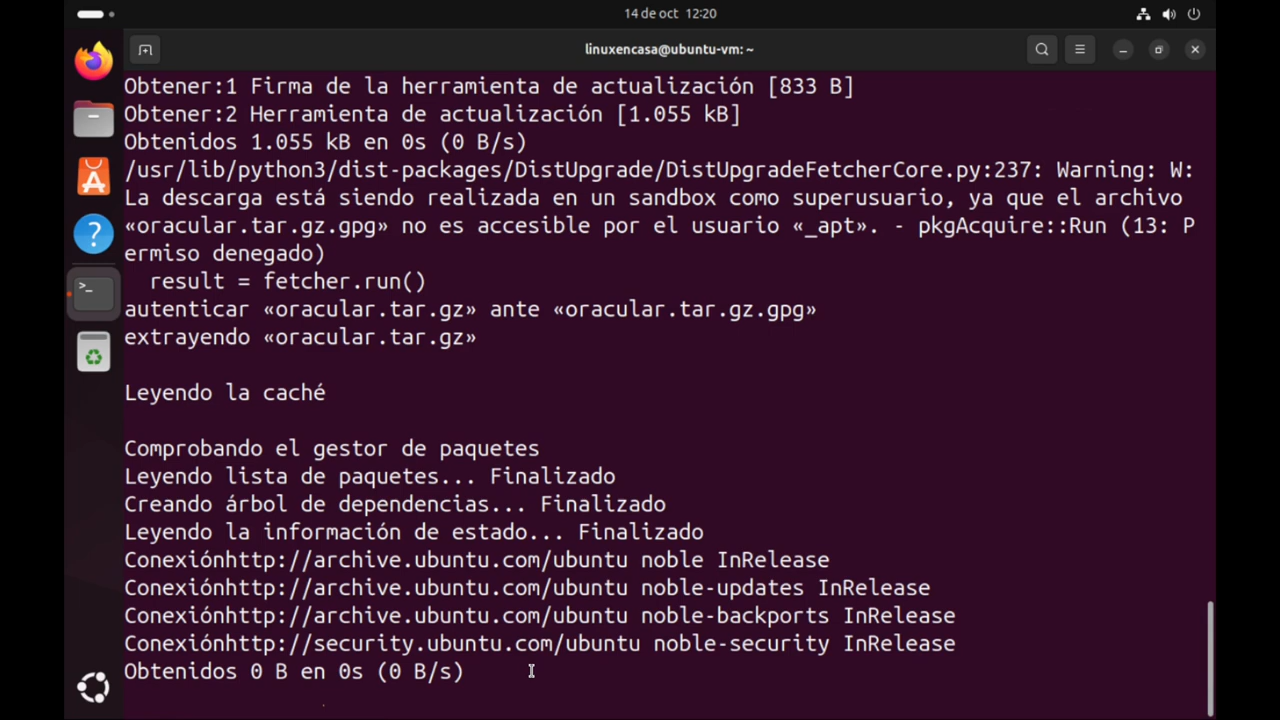 14 de oct 12:20
linuxencasa@ubuntu-vm: ~
Obtener:1 Firma de la herramienta de actualización [833 B]
Obtener:2 Herramienta de actualización [1.055 kB]
Obtenidos 1.055 kB en 0s (0 B/s)
/usr/lib/python3/dist-packages/DistUpgrade/DistUpgradeFetcherCore.py:237: Warning: W:
La descarga está siendo realizada en un sandbox como superusuario, ya que el archivo
«oracular.tar.gz.gpg» no es accesible por el usuario «_apt». - pkgAcquire::Run (13: P
ermiso denegado)
  result = fetcher.run()
autenticar «oracular.tar.gz» ante «oracular.tar.gz.gpg»
extrayendo «oracular.tar.gz»
Leyendo la caché
Comprobando el gestor de paquetes
Leyendo lista de paquetes... Finalizado
Creando árbol de dependencias... Finalizado
Leyendo la información de estado... Finalizado
Conexiónhttp://archive.ubuntu.com/ubuntu noble InRelease
Conexiónhttp://archive.ubuntu.com/ubuntu noble-updates InRelease
Conexiónhttp://archive.ubuntu.com/ubuntu noble-backports InRelease
Conexiónhttp://security.ubuntu.com/ubuntu noble-security InRelease
Obtenidos 0 B en 0s (0 B/s)